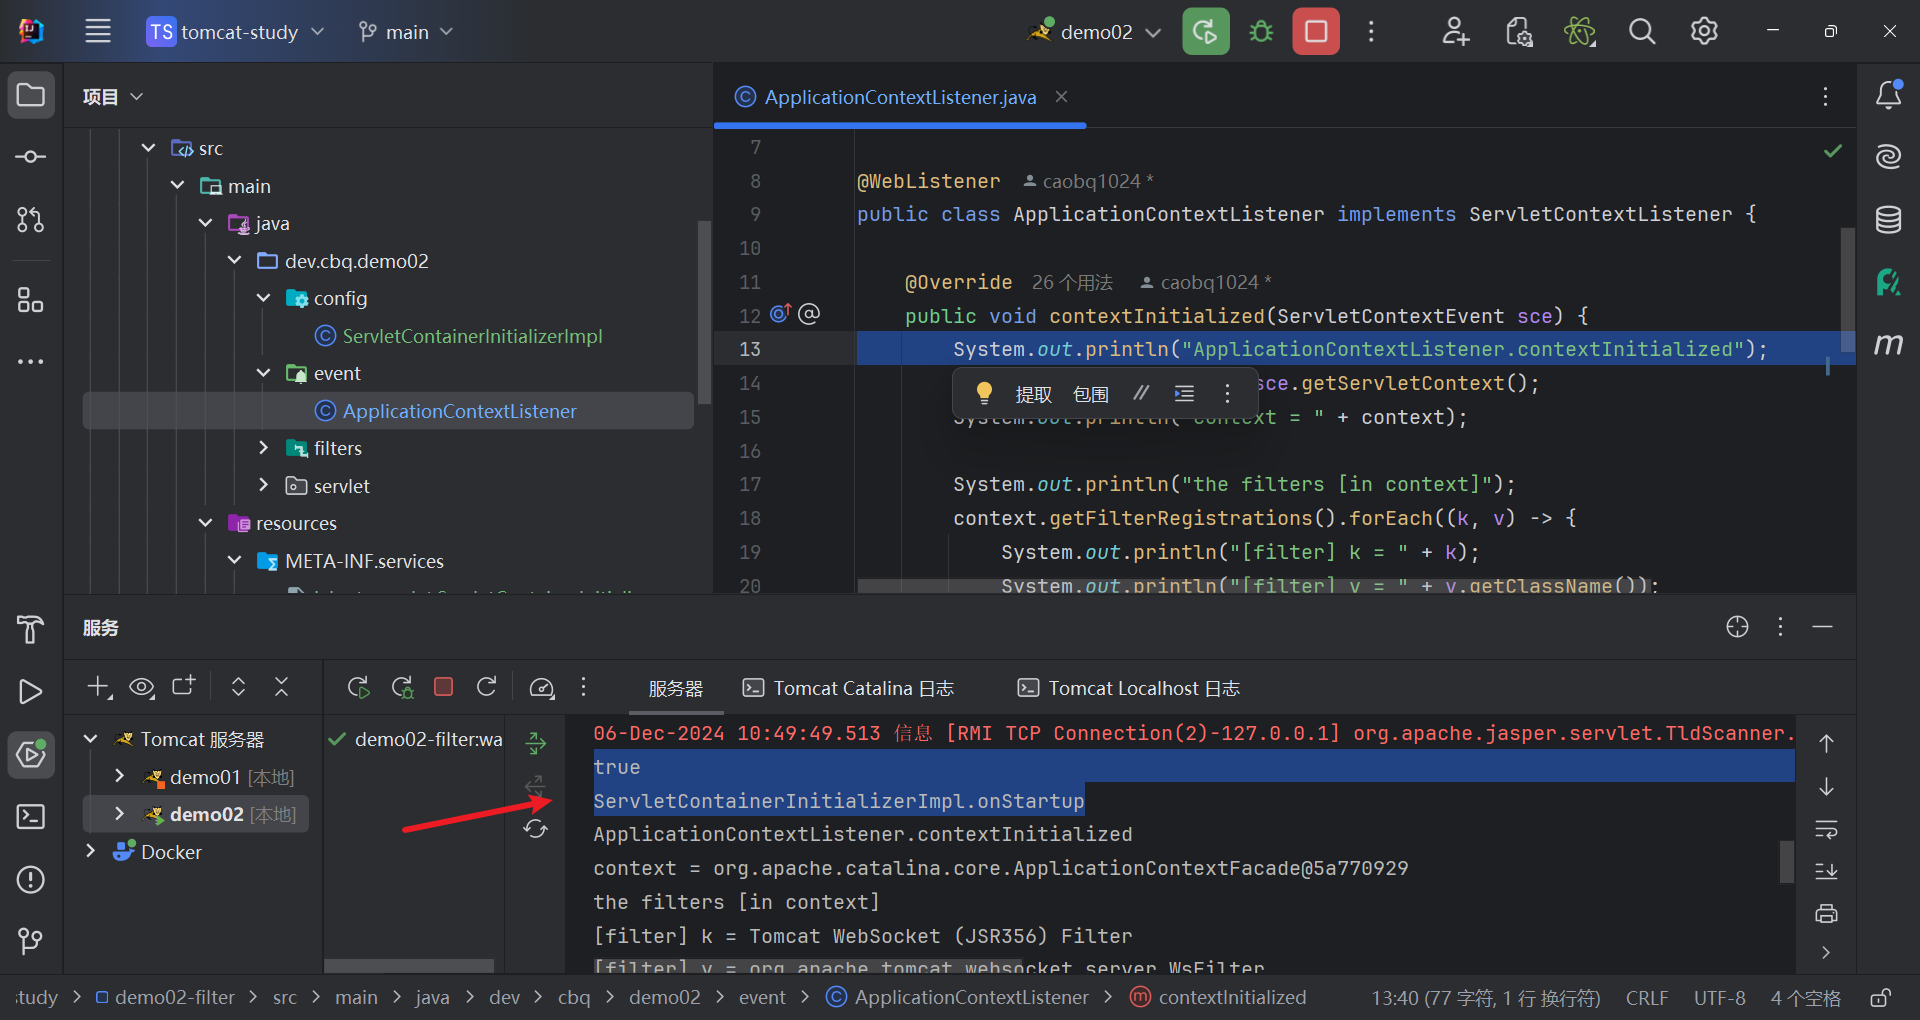 TS tomcat-study main demo02
项目
ApplicationContextListener.java
src
main
java
dev.cbq.demo02
config
ServletContainerInitializerImpl
event
ApplicationContextListener
filters
servlet
resources
META-INF.services
7
8 @WebListener caobq1024 *
9 public class ApplicationContextListener implements ServletContextListener {
10
11 @Override 26 个用法 caobq1024 *
12 public void contextInitialized(ServletContextEvent sce) {
13 System.out.println("ApplicationContextListener.contextInitialized");
14 sce.getServletContext();
提取 包围
15 System.out.println("context = " + context);
16
17 System.out.println("the filters [in context]");
18 context.getFilterRegistrations().forEach((k, v) -> {
19 System.out.println("[filter] k = " + k);
20 System.out.println("[filter] v = " + v.getClassName());
服务
服务器 Tomcat Catalina 日志 Tomcat Localhost 日志
Tomcat 服务器
demo01 [本地]
demo02 [本地]
Docker
demo02-filter:wa
06-Dec-2024 10:49:49.513 信息 [RMI TCP Connection(2)-127.0.0.1] org.apache.jasper.servlet.TldScanner.
true
ServletContainerInitializerImpl.onStartup
ApplicationContextListener.contextInitialized
context = org.apache.catalina.core.ApplicationContextFacade@5a770929
the filters [in context]
[filter] k = Tomcat WebSocket (JSR356) Filter
[filter] v = org.apache.tomcat.websocket.server.WsFilter
study > demo02-filter > src > main > java > dev > cbq > demo02 > event > ApplicationContextListener > contextInitialized 13:40 (77 字符, 1 行 换行符) CRLF UTF-8 4 个空格